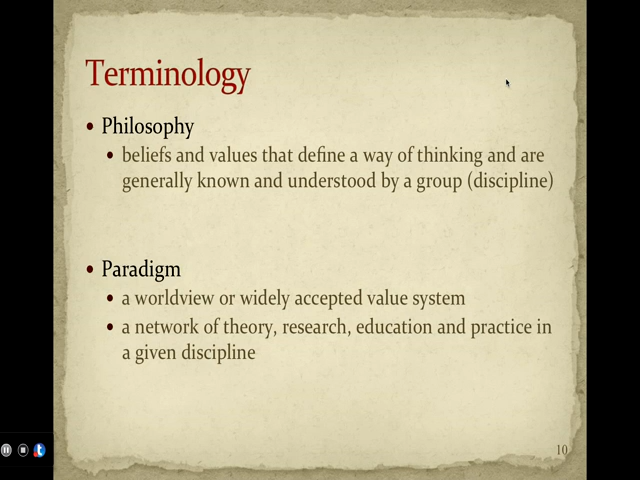 Terminology
• Philosophy
• beliefs and values that define a way of thinking and are
generally known and understood by a group (discipline)
• Paradigm
• a worldview or widely accepted value system
• a network of theory, research, education and practice in
a given discipline
10